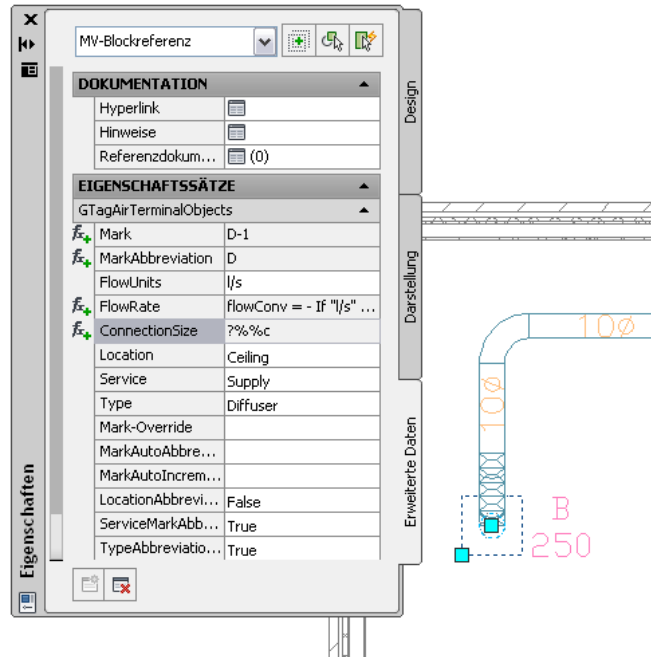 MV-Blockreferenz
DOKUMENTATION
Hyperlink
Hinweise
Referenzdokum... (0)
EIGENSCHAFTSSÄTZE
GTagAirTerminalObjects
Mark D-1
MarkAbbreviation D
FlowUnits l/s
FlowRate flowConv = - If "l/s" ...
ConnectionSize ?%%c
Location Ceiling
Service Supply
Type Diffuser
Mark-Override
MarkAutoAbbre...
MarkAutoIncrem...
LocationAbbrevi... False
ServiceMarkAbb... True
TypeAbbreviatio... True
Eigenschaften
Design
Darstellung
Erweiterte Daten
10ø
10ø
B
250